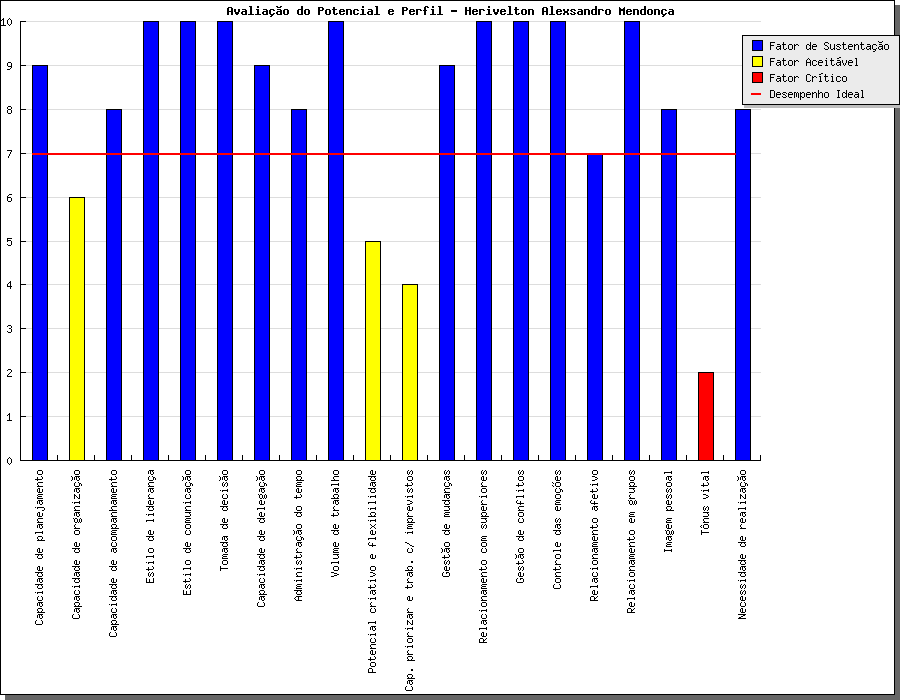 Avaliação do Potencial e Perfil - Herivelton Alexsandro Mendonça
10
9
8
7
6
5
4
3
2
1
0
Fator de Sustentação
Fator Aceitável
Fator Crítico
Desempenho Ideal
Capacidade de planejamento
Capacidade de organização
Capacidade de acompanhamento
Estilo de liderança
Estilo de comunicação
Tomada de decisão
Capacidade de delegação
Administração do tempo
Volume de trabalho
Potencial criativo e flexibilidade
Cap. priorizar e trab. c/ imprevistos
Gestão de mudanças
Relacionamento com superiores
Gestão de conflitos
Controle das emoções
Relacionamento afetivo
Relacionamento em grupos
Imagem pessoal
Tônus vital
Necessidade de realização